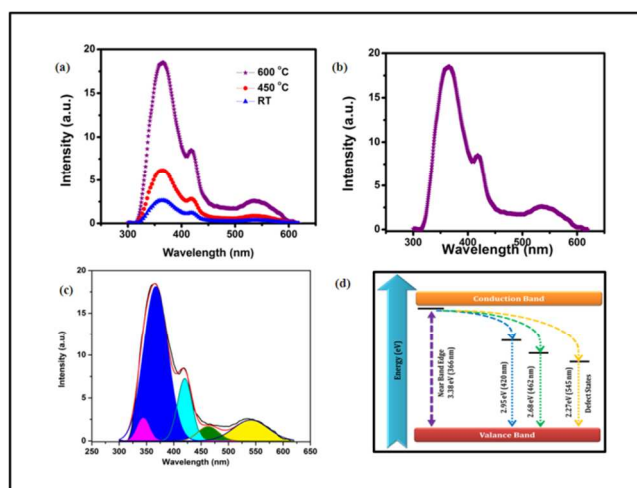 (a)
600 °C
450 °C
RT
Intensity (a.u.)
20
15
10
5
0
300 400 500 600
Wavelength (nm)
(b)
Intensity (a.u.)
20
15
10
5
0
300 400 500 600
Wavelength(nm)
(c)
Intensity (a.u)
20
15
10
5
0
250 300 350 400 450 500 550 600 650
Wavelength (nm)
(d)
Energy (eV)
Conduction Band
Near Band Edge
3.38 eV (366 nm)
2.95 eV (420 nm)
2.68 eV (462 nm)
2.27 eV (545 nm)
Defect States
Valance Band